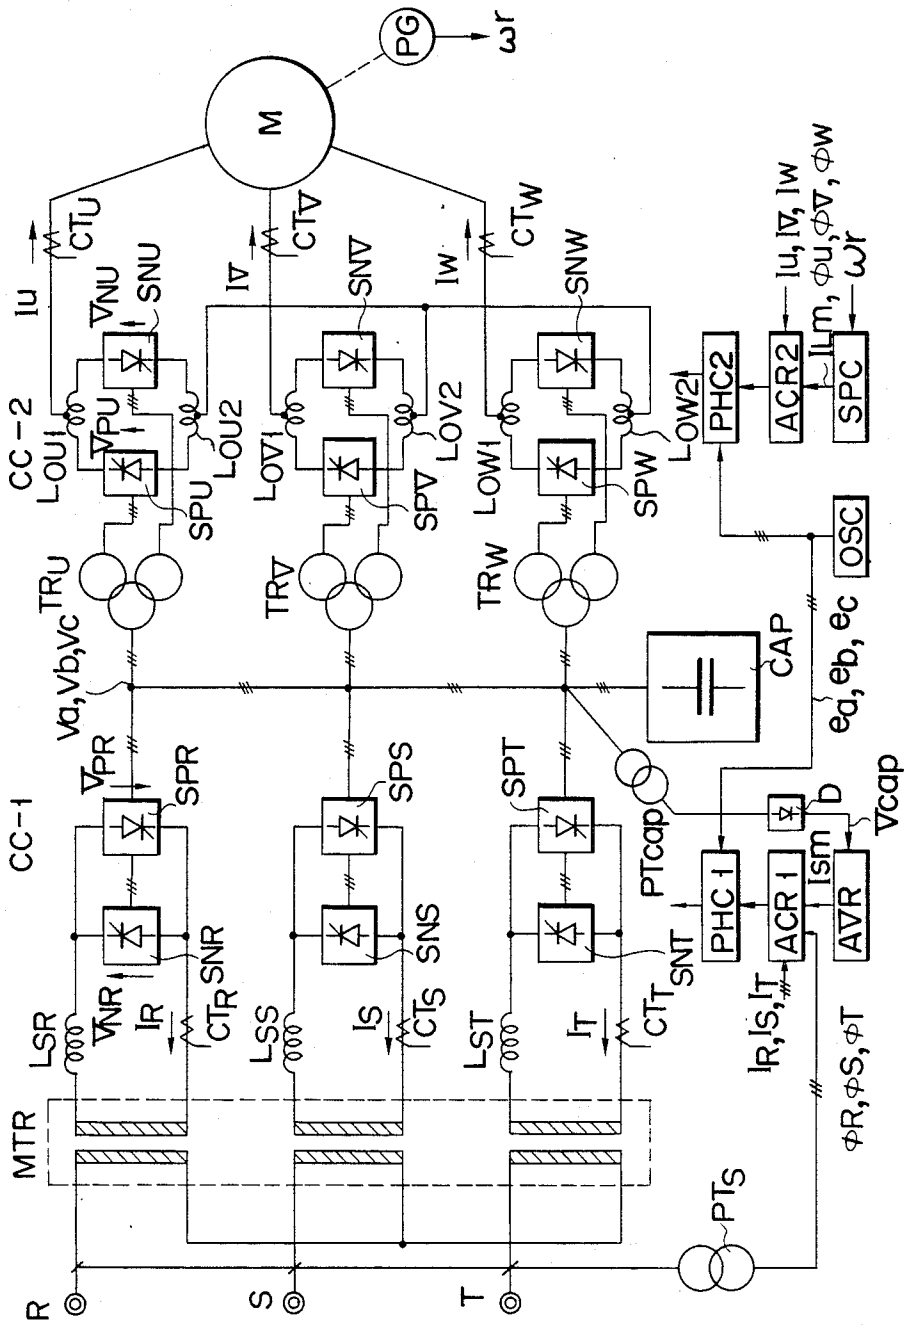 R
S
T
MTR
PTS
LSR
LSS
LST
VNR
IR
CTR
SNR
IS
CTS
SNS
IT
CTT
SNT
CC-1
VPR
SPR
SPS
SPT
Va, Vb, Vc
TRU
TRV
TRW
CAP
PTcap
D
Vcap
PHC1
ACR1
AVR
Ism
IR, IS, IT
ϕR, ϕS, ϕT
ea, eb, ec
OSC
CC-2
LOU1
VPU
SPU
LOU2
VNU
SNU
IU
CTU
LOV1
SPV
LOV2
SNV
IV
CTV
LOW1
SPW
LOW2
SNW
IW
CTW
M
PG
ωr
PHC2
ACR2
SPC
IU, IV, IW
ILm, ϕU, ϕV, ϕW
ωr